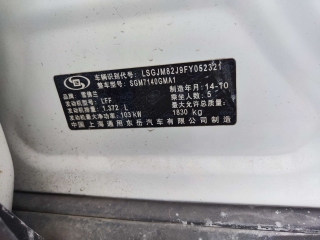 车辆识别代号: LSGJM82J9FY052321
整车型号: SGM7140GMA1
品牌: 雪佛兰
制造年月: 14-10
发动机型号: LFF
乘坐人数: 5
发动机排量: 1.372 L
最大允许总质量:
发动机最大净功率: 103 kW
1830 KG
中国上海通用东岳汽车有限公司制造